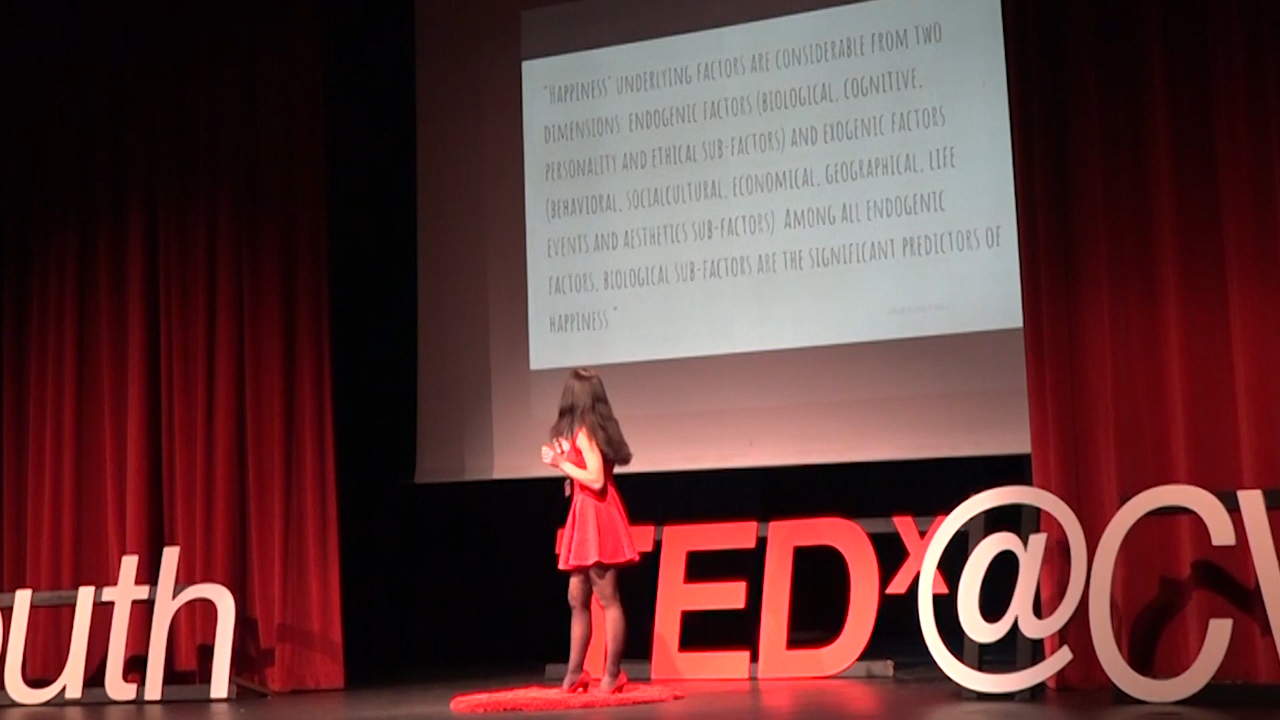 "HAPPINESS" UNDERLYING FACTORS ARE CONSIDERABLE FROM TWO
DIMENSIONS: ENDOGENIC FACTORS (BIOLOGICAL, COGNITIVE,
PERSONALITY AND ETHICAL SUB-FACTORS) AND EXOGENIC FACTORS
(BEHAVIORAL, SOCIALCULTURAL, ECONOMICAL, GEOGRAPHICAL, LIFE
EVENTS AND AESTHETICS SUB-FACTORS). AMONG ALL ENDOGENIC
FACTORS, BIOLOGICAL SUB-FACTORS ARE THE SIGNIFICANT PREDICTORS OF
HAPPINESS."
outh TEDx@CV